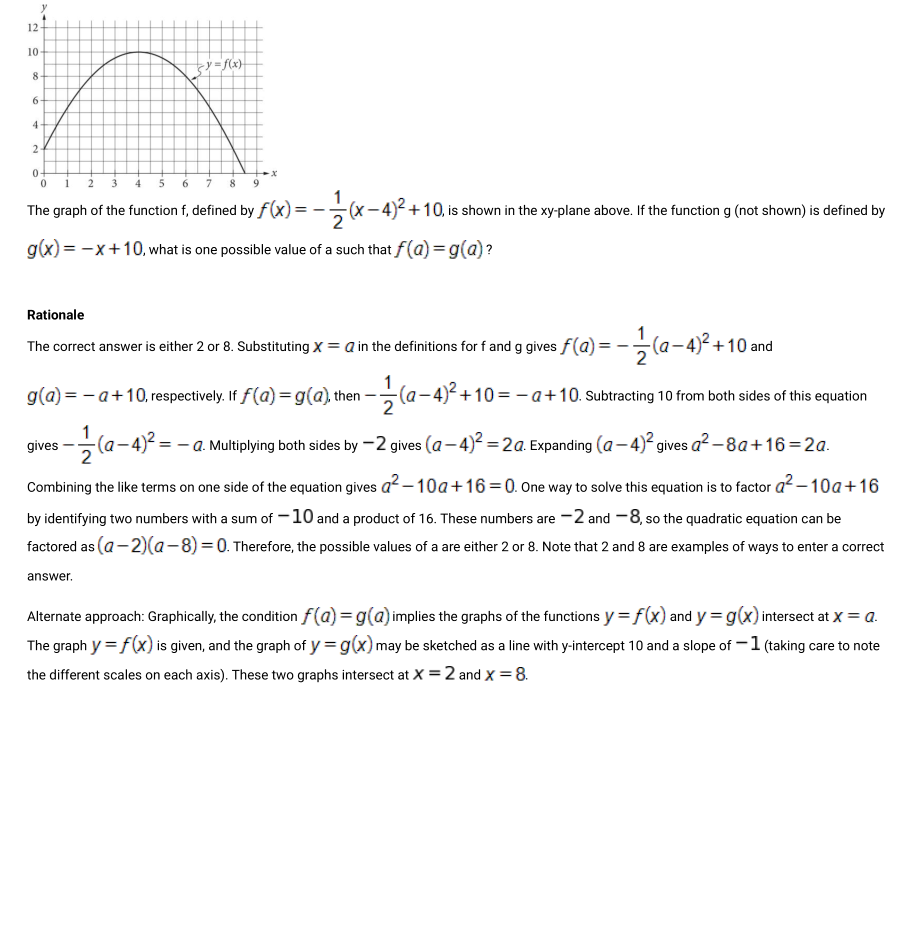 y
12
10
8
6
4
2
0
y = f(x)
x
0 1 2 3 4 5 6 7 8 9
The graph of the function f, defined by f(x) = −1/2(x−4)²+10, is shown in the xy-plane above. If the function g (not shown) is defined by
g(x) = −x+10, what is one possible value of a such that f(a) = g(a)?
Rationale
The correct answer is either 2 or 8. Substituting x = a in the definitions for f and g gives f(a) = −1/2(a−4)²+10 and
g(a) = −a+10, respectively. If f(a) = g(a), then −1/2(a−4)²+10 = −a+10. Subtracting 10 from both sides of this equation
gives −1/2(a−4)² = −a. Multiplying both sides by −2 gives (a−4)² = 2a. Expanding (a−4)² gives a²−8a+16 = 2a.
Combining the like terms on one side of the equation gives a²−10a+16 = 0. One way to solve this equation is to factor a²−10a+16
by identifying two numbers with a sum of −10 and a product of 16. These numbers are −2 and −8, so the quadratic equation can be
factored as (a−2)(a−8) = 0. Therefore, the possible values of a are either 2 or 8. Note that 2 and 8 are examples of ways to enter a correct
answer.
Alternate approach: Graphically, the condition f(a) = g(a) implies the graphs of the functions y = f(x) and y = g(x) intersect at x = a.
The graph y = f(x) is given, and the graph of y = g(x) may be sketched as a line with y-intercept 10 and a slope of −1 (taking care to note
the different scales on each axis). These two graphs intersect at x = 2 and x = 8.